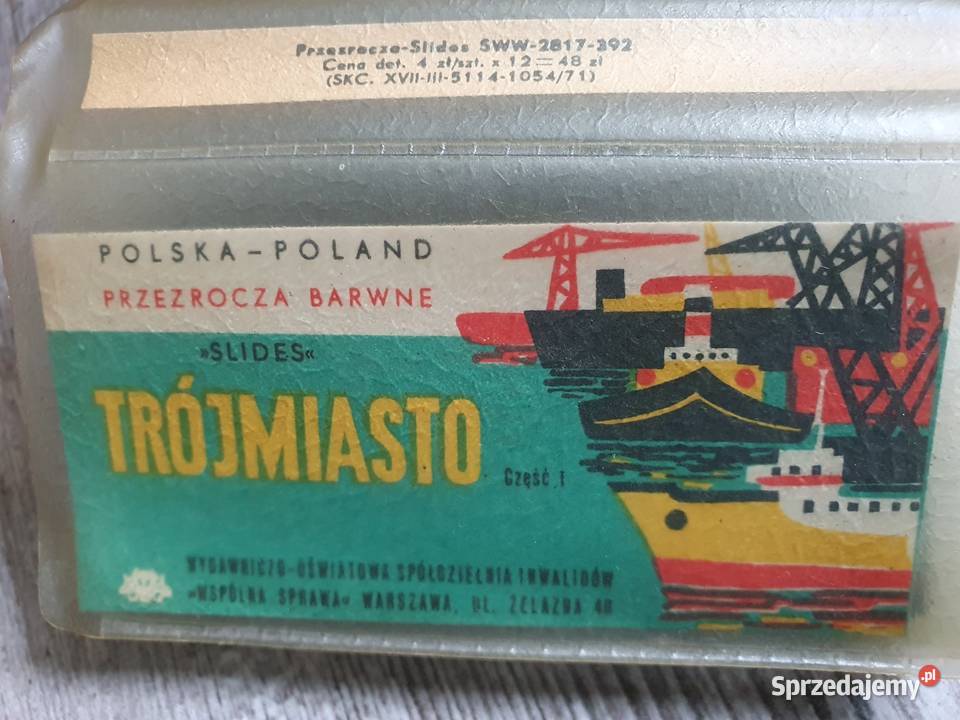 Przezrocza-Slides SWW-2817-392
Cena det. 4 zł/szt. x 12 = 48 zł
(SKC. XVII-III-5114-1054/71)
POLSKA – POLAND
PRZEZROCZA BARWNE
»SLIDES«
TRÓJMIASTO
Część I
WYDAWNICZO-OŚWIATOWA SPÓŁDZIELNIA INWALIDÓW
»WSPÓLNA SPRAWA« WARSZAWA, UL. ŻELAZNA
Sprzedajemy.pl